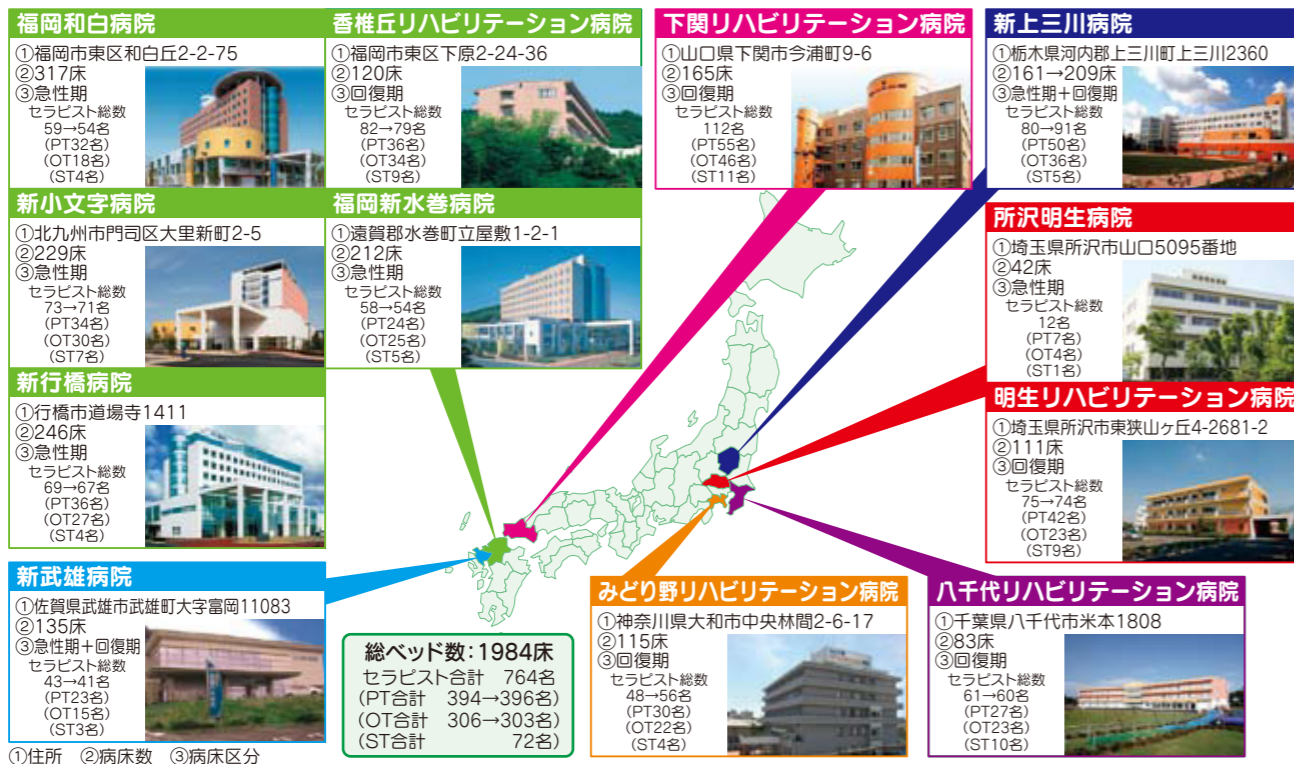 福岡和白病院
①福岡市東区和白丘2-2-75
②317床
③急性期
セラピスト総数
59→54名
(PT32名)
(OT18名)
(ST4名)
香椎丘リハビリテーション病院
①福岡市東区下原2-24-36
②120床
③回復期
セラピスト総数
82→79名
(PT36名)
(OT34名)
(ST9名)
下関リハビリテーション病院
①山口県下関市今浦町9-6
②165床
③回復期
セラピスト総数
112名
(PT55名)
(OT46名)
(ST11名)
新上三川病院
①栃木県河内郡上三川町上三川2360
②161→209床
③急性期+回復期
セラピスト総数
80→91名
(PT50名)
(OT36名)
(ST5名)
新小文字病院
①北九州市門司区大里新町2-5
②229床
③急性期
セラピスト総数
73→71名
(PT34名)
(OT30名)
(ST7名)
福岡新水巻病院
①遠賀郡水巻町立屋敷1-2-1
②212床
③急性期
セラピスト総数
58→54名
(PT24名)
(OT25名)
(ST5名)
所沢明生病院
①埼玉県所沢市山口5095番地
②42床
③急性期
セラピスト総数
12名
(PT7名)
(OT4名)
(ST1名)
新行橋病院
①行橋市道場寺1411
②246床
③急性期
セラピスト総数
69→67名
(PT36名)
(OT27名)
(ST4名)
明生リハビリテーション病院
①埼玉県所沢市東狭山ヶ丘4-2681-2
②111床
③回復期
セラピスト総数
75→74名
(PT42名)
(OT23名)
(ST9名)
新武雄病院
①佐賀県武雄市武雄町大字富岡11083
②135床
③急性期+回復期
セラピスト総数
43→41名
(PT23名)
(OT15名)
(ST3名)
総ベッド数:1984床
セラピスト合計 764名
(PT合計 394→396名)
(OT合計 306→303名)
(ST合計 72名)
みどり野リハビリテーション病院
①神奈川県大和市中央林間2-6-17
②115床
③回復期
セラピスト総数
48→56名
(PT30名)
(OT22名)
(ST4名)
八千代リハビリテーション病院
①千葉県八千代市米本1808
②83床
③回復期
セラピスト総数
61→60名
(PT27名)
(OT23名)
(ST10名)
①住所 ②病床数 ③病床区分